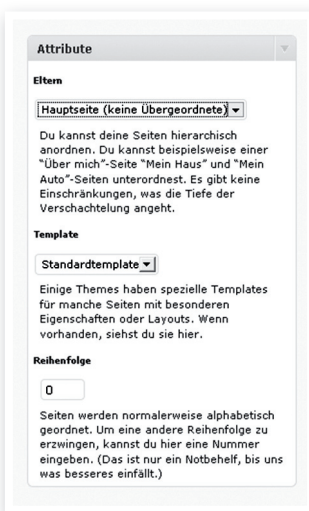 Attribute
Eltern
Hauptseite (keine Übergeordnete)
Du kannst deine Seiten hierarchisch
anordnen. Du kannst beispielsweise einer
"Über mich"-Seite "Mein Haus" und "Mein
Auto"-Seiten unterordnest. Es gibt keine
Einschränkungen, was die Tiefe der
Verschachtelung angeht.
Template
Standardtemplate
Einige Themes haben spezielle Templates
für manche Seiten mit besonderen
Eigenschaften oder Layouts. Wenn
vorhanden, siehst du sie hier.
Reihenfolge
0
Seiten werden normalerweise alphabetisch
geordnet. Um eine andere Reihenfolge zu
erzwingen, kannst du hier eine Nummer
eingeben. (Das ist nur ein Notbehelf, bis uns
was besseres einfällt.)